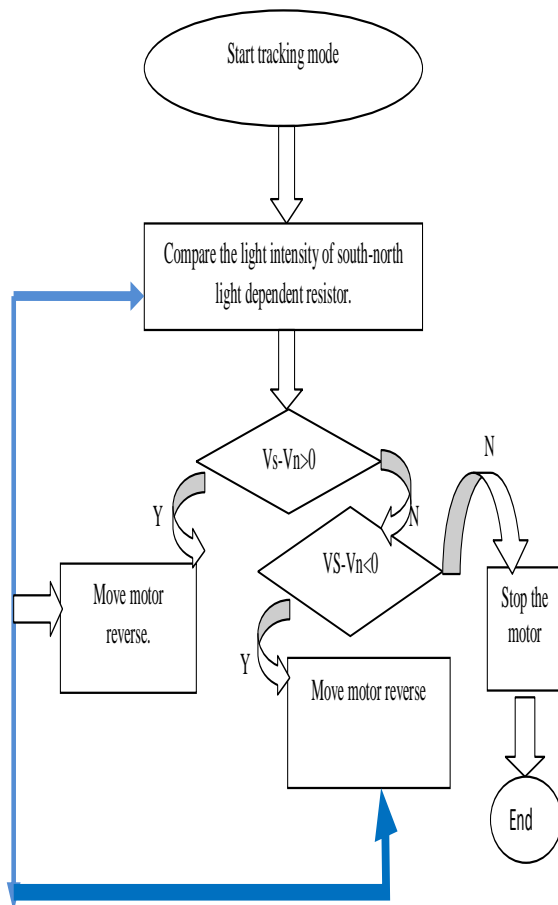 Start tracking mode
Compare the light intensity of south-north
light dependent resistor.
Vs-Vn>0
Y
N
N
VS-Vn<0
Move motor
reverse.
Y
Move motor reverse
Stop the
motor
End